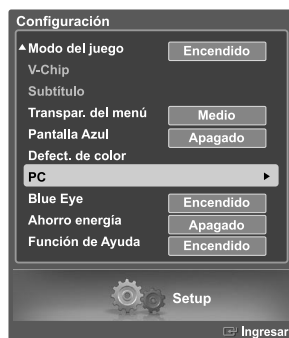 Configuración
Modo del juego Encendido
V-Chip
Subtítulo
Transpar. del menú Medio
Pantalla Azul Apagado
Defect. de color
PC
Blue Eye Encendido
Ahorro energía Apagado
Función de Ayuda Encendido
Setup
Ingresar